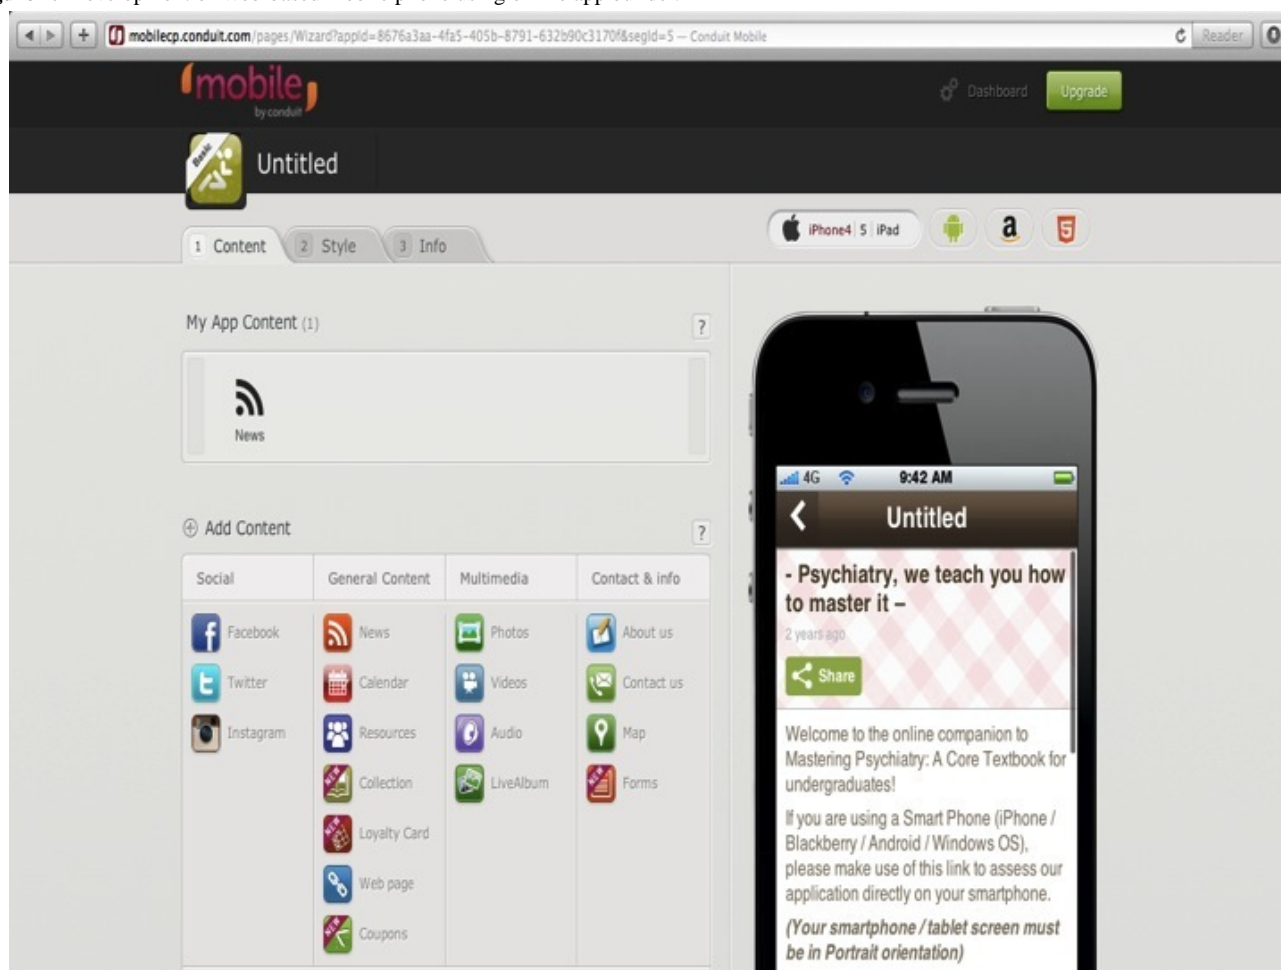 mobilecp.conduit.com/pages/Wizard?appId=8676a3aa-4fa5-405b-8791-632b90c3170f&segId=5 — Conduit Mobile
Reader
mobile
by conduit
Dashboard
Upgrade
Basic
Untitled
1 Content
2 Style
3 Info
iPhone4 5 iPad
a
5
My App Content (1)
?
News
Add Content
?
Social
General Content
Multimedia
Contact & info
Facebook
News
Photos
About us
Twitter
Calendar
Videos
Contact us
Instagram
Resources
Audio
Map
NEW
Collection
LiveAlbum
NEW
Forms
NEW
Loyalty Card
Web page
NEW
Coupons
4G
9:42 AM
Untitled
- Psychiatry, we teach you how
to master it –
2 years ago
Share
Welcome to the online companion to
Mastering Psychiatry: A Core Textbook for
undergraduates!
If you are using a Smart Phone (iPhone /
Blackberry / Android / Windows OS),
please make use of this link to assess our
application directly on your smartphone.
(Your smartphone / tablet screen must
be in Portrait orientation)